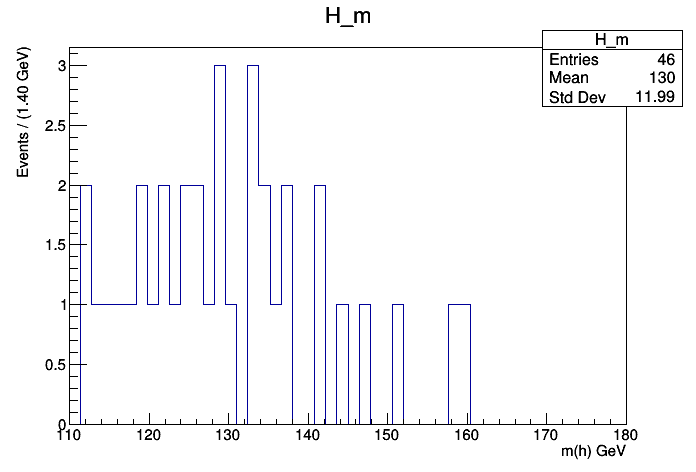 H_m
H_m
Entries 46
Mean 130
Std Dev 11.99
Events / (1.40 GeV)
3
2.5
2
1.5
1
0.5
0
110 120 130 140 150 160 170 180
m(h) GeV